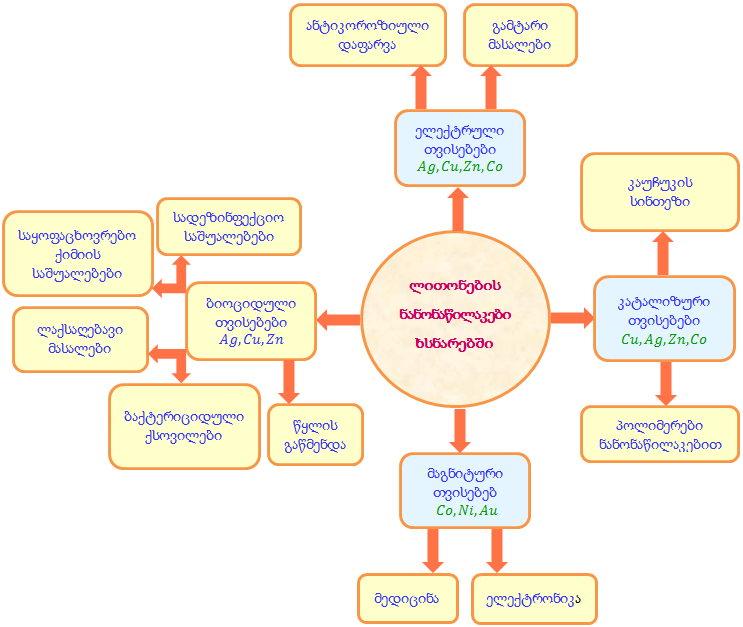 ანტიკოროზიული
დაფარვა
გამტარი
მასალები
ელექტრული
თვისებები
Ag,Cu,Zn,Co
კაუჩუკის
სინთეზი
სადეზინფექციო
საშუალებები
საყოფაცხოვრებო
ქიმიის
საშუალებები
ლითონების
ნანონაწილაკები
ხსნარებში
ბიოციდული
თვისებები
Ag,Cu,Zn
კატალიზური
თვისებები
Cu,Ag,Zn,Co
ლაქსაღებავი
მასალები
ბაქტერიციდული
ქსოვილები
წყლის
გაწმენდა
პოლიმერები
ნანონაწილაკებით
მაგნიტური
თვისებებ
Co,Ni,Au
მედიცინა
ელექტრონიკა